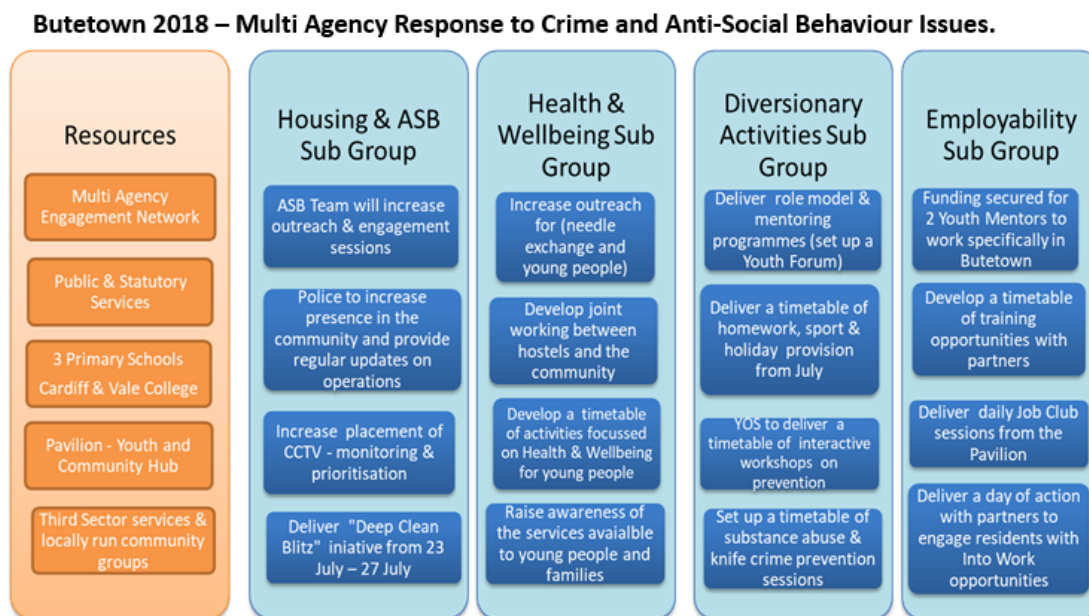 Butetown 2018 – Multi Agency Response to Crime and Anti-Social Behaviour Issues.
Resources
Multi Agency
Engagement Network
Public & Statutory
Services
3 Primary Schools
Cardiff & Vale College
Pavilion - Youth and
Community Hub
Third Sector services &
locally run community
groups
Housing & ASB
Sub Group
ASB Team will increase
outreach & engagement
sessions
Police to increase
presence in the
community and provide
regular updates on
operations
Increase placement of
CCTV - monitoring &
prioritisation
Deliver "Deep Clean
Blitz" iniative from 23
July – 27 July
Health &
Wellbeing Sub
Group
Increase outreach
for (needle
exchange and
young people)
Develop joint
working between
hostels and the
community
Develop a timetable
of activities focussed
on Health & Wellbeing
for young people
Raise awareness of
the services avaialble
to young people and
families
Diversionary
Activities Sub
Group
Deliver role model &
mentoring
programmes (set up a
Youth Forum)
Deliver a timetable of
homework, sport &
holiday provision
from July
YOS to deliver a
timetable of interactive
workshops on
prevention
Set up a timetable of
substance abuse &
knife crime prevention
sessions
Employability
Sub Group
Funding secured for
2 Youth Mentors to
work specifically in
Butetown
Develop a timetable
of training
opportunities with
partners
Deliver daily Job Club
sessions from the
Pavilion
Deliver a day of action
with partners to
engage residents with
Into Work
opportunities